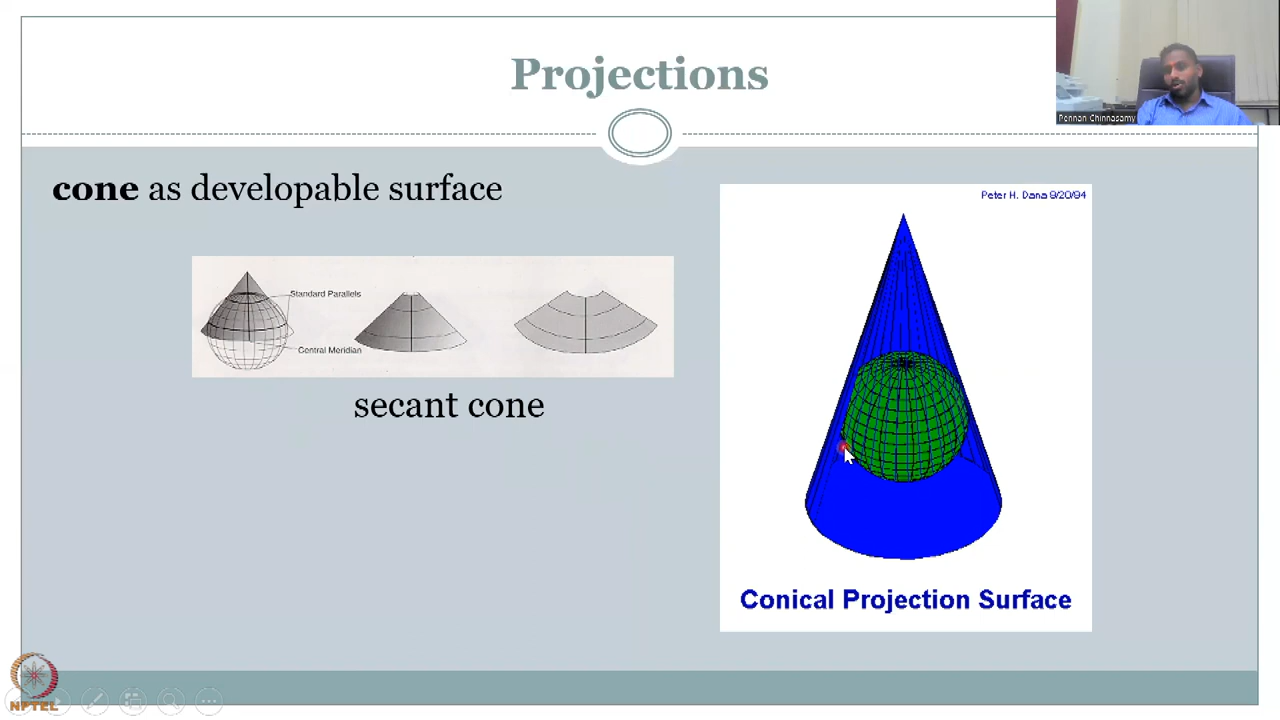 Projections
Pennan Chinnasamy
cone as developable surface
Peter H. Dana 9/20/94
Standard Parallels
Central Meridian
secant cone
Conical Projection Surface
NPTEL